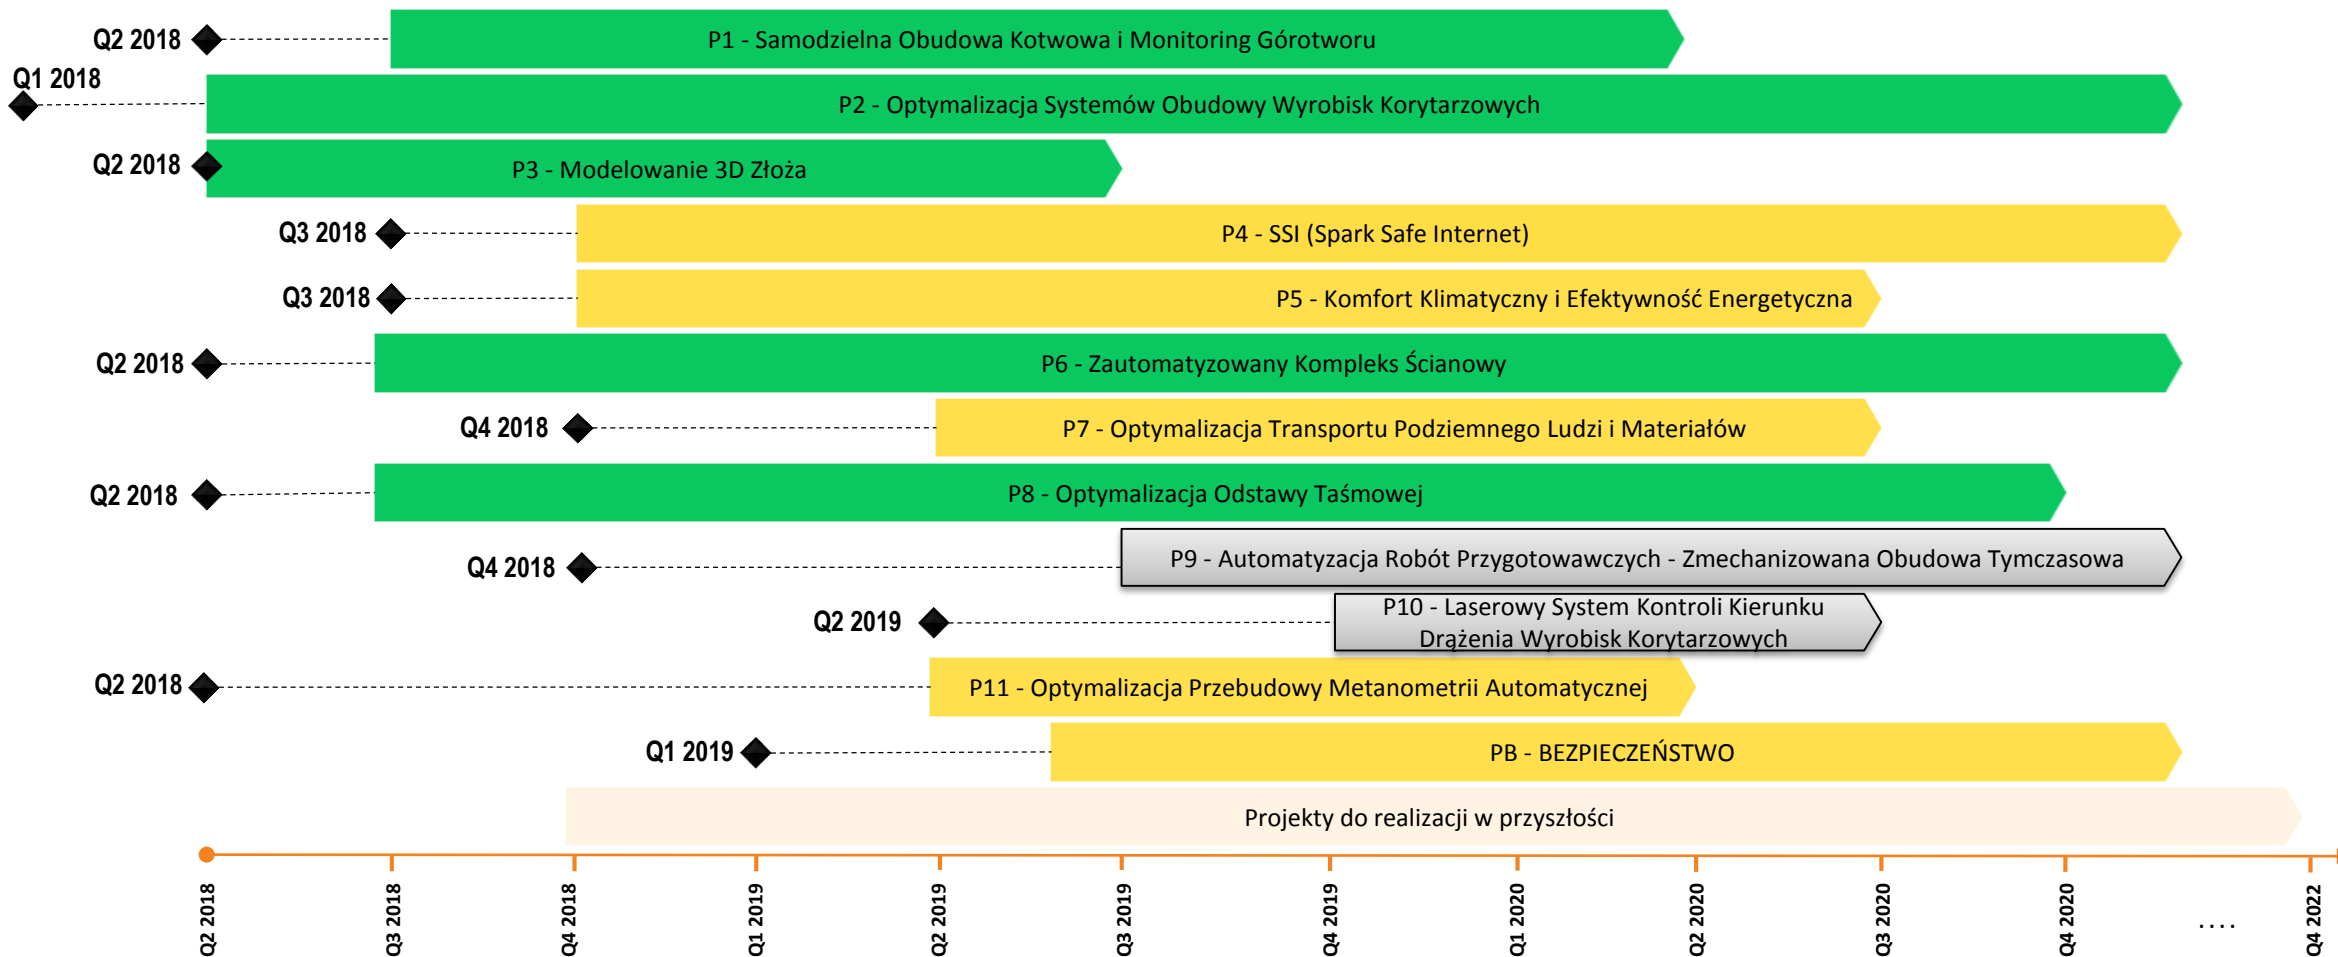 Q2 2018
P1 - Samodzielna Obudowa Kotwowa i Monitoring Górotworu
Q1 2018
P2 - Optymalizacja Systemów Obudowy Wyrobisk Korytarzowych
Q2 2018
P3 - Modelowanie 3D Złoża
Q3 2018
P4 - SSI (Spark Safe Internet)
Q3 2018
P5 - Komfort Klimatyczny i Efektywność Energetyczna
Q2 2018
P6 - Zautomatyzowany Kompleks Ścianowy
Q4 2018
P7 - Optymalizacja Transportu Podziemnego Ludzi i Materiałów
Q2 2018
P8 - Optymalizacja Odstawy Taśmowej
Q4 2018
P9 - Automatyzacja Robót Przygotowawczych - Zmechanizowana Obudowa Tymczasowa
Q2 2019
P10 - Laserowy System Kontroli Kierunku
Drążenia Wyrobisk Korytarzowych
Q2 2018
P11 - Optymalizacja Przebudowy Metanometrii Automatycznej
Q1 2019
PB - BEZPIECZEŃSTWO
Projekty do realizacji w przyszłości
Q2 2018
Q3 2018
Q4 2018
Q1 2019
Q2 2019
Q3 2019
Q4 2019
Q1 2020
Q2 2020
Q3 2020
Q4 2020
....
Q4 2022